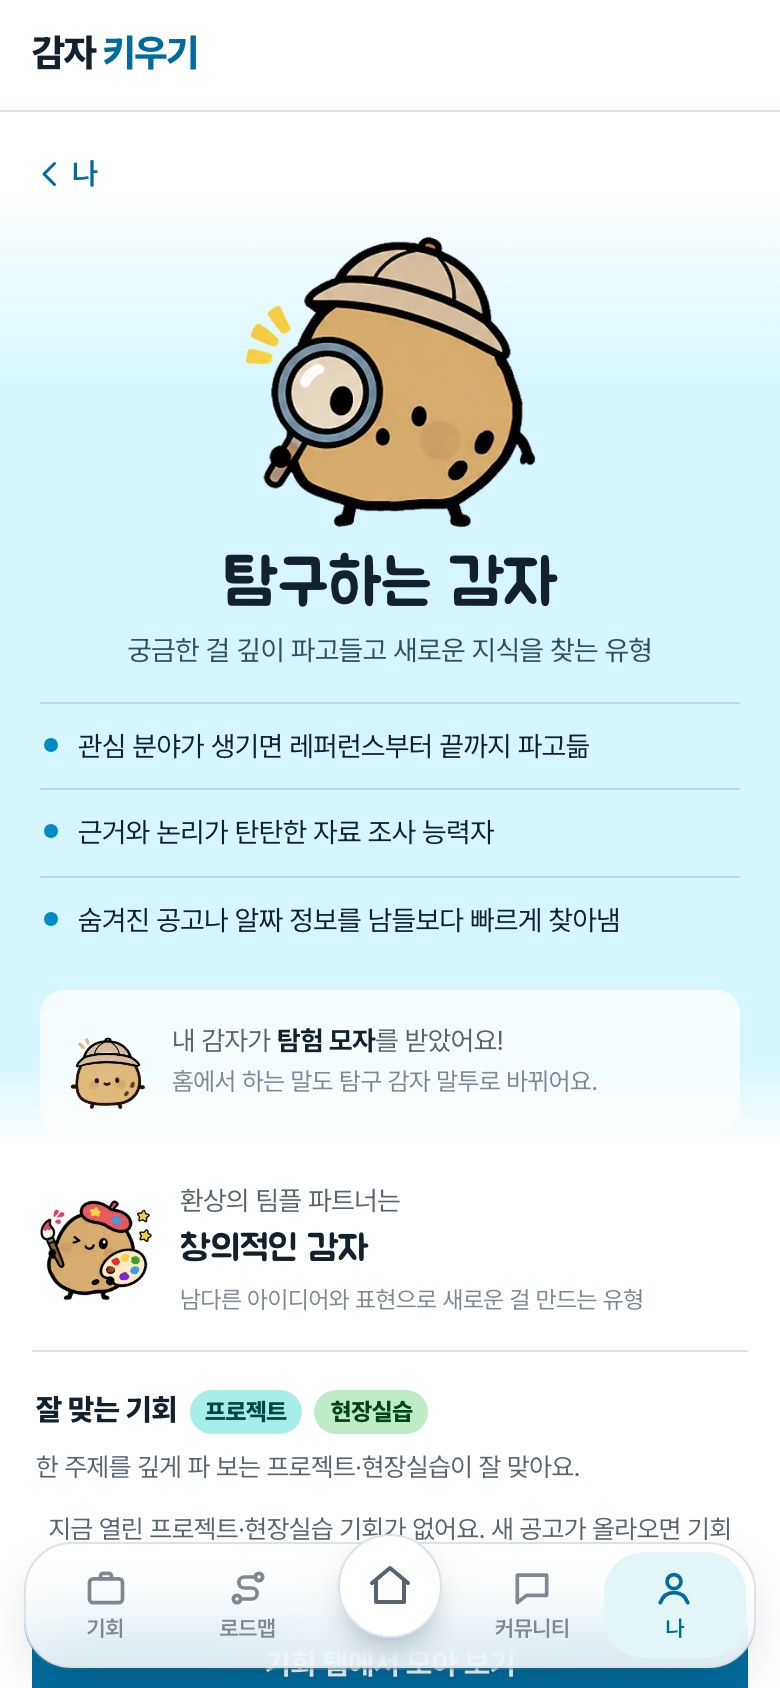 감자 키우기
나
탐구하는 감자
궁금한 걸 깊이 파고들고 새로운 지식을 찾는 유형
관심 분야가 생기면 레퍼런스부터 끝까지 파고듦
근거와 논리가 탄탄한 자료 조사 능력자
숨겨진 공고나 알짜 정보를 남들보다 빠르게 찾아냄
내 감자가 탐험 모자를 받았어요!
홈에서 하는 말도 탐구 감자 말투로 바뀌어요.
환상의 팀플 파트너는
창의적인 감자
남다른 아이디어와 표현으로 새로운 걸 만드는 유형
잘 맞는 기회 프로젝트 현장실습
한 주제를 깊게 파 보는 프로젝트·현장실습이 잘 맞아요.
지금 열린 프로젝트·현장실습 기회가 없어요. 새 공고가 올라오면 기회
기회 로드맵 커뮤니티 나
기회 탭에서 모아 보기